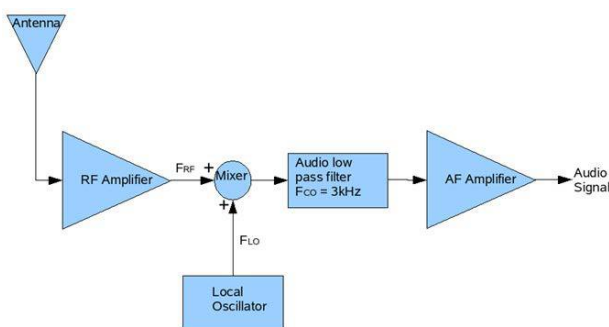 Antenna
RF Amplifier
FRF
+
Mixer
+
FLO
Local
Oscillator
Audio low
pass filter
FCO = 3kHz
AF Amplifier
Audio
Signal